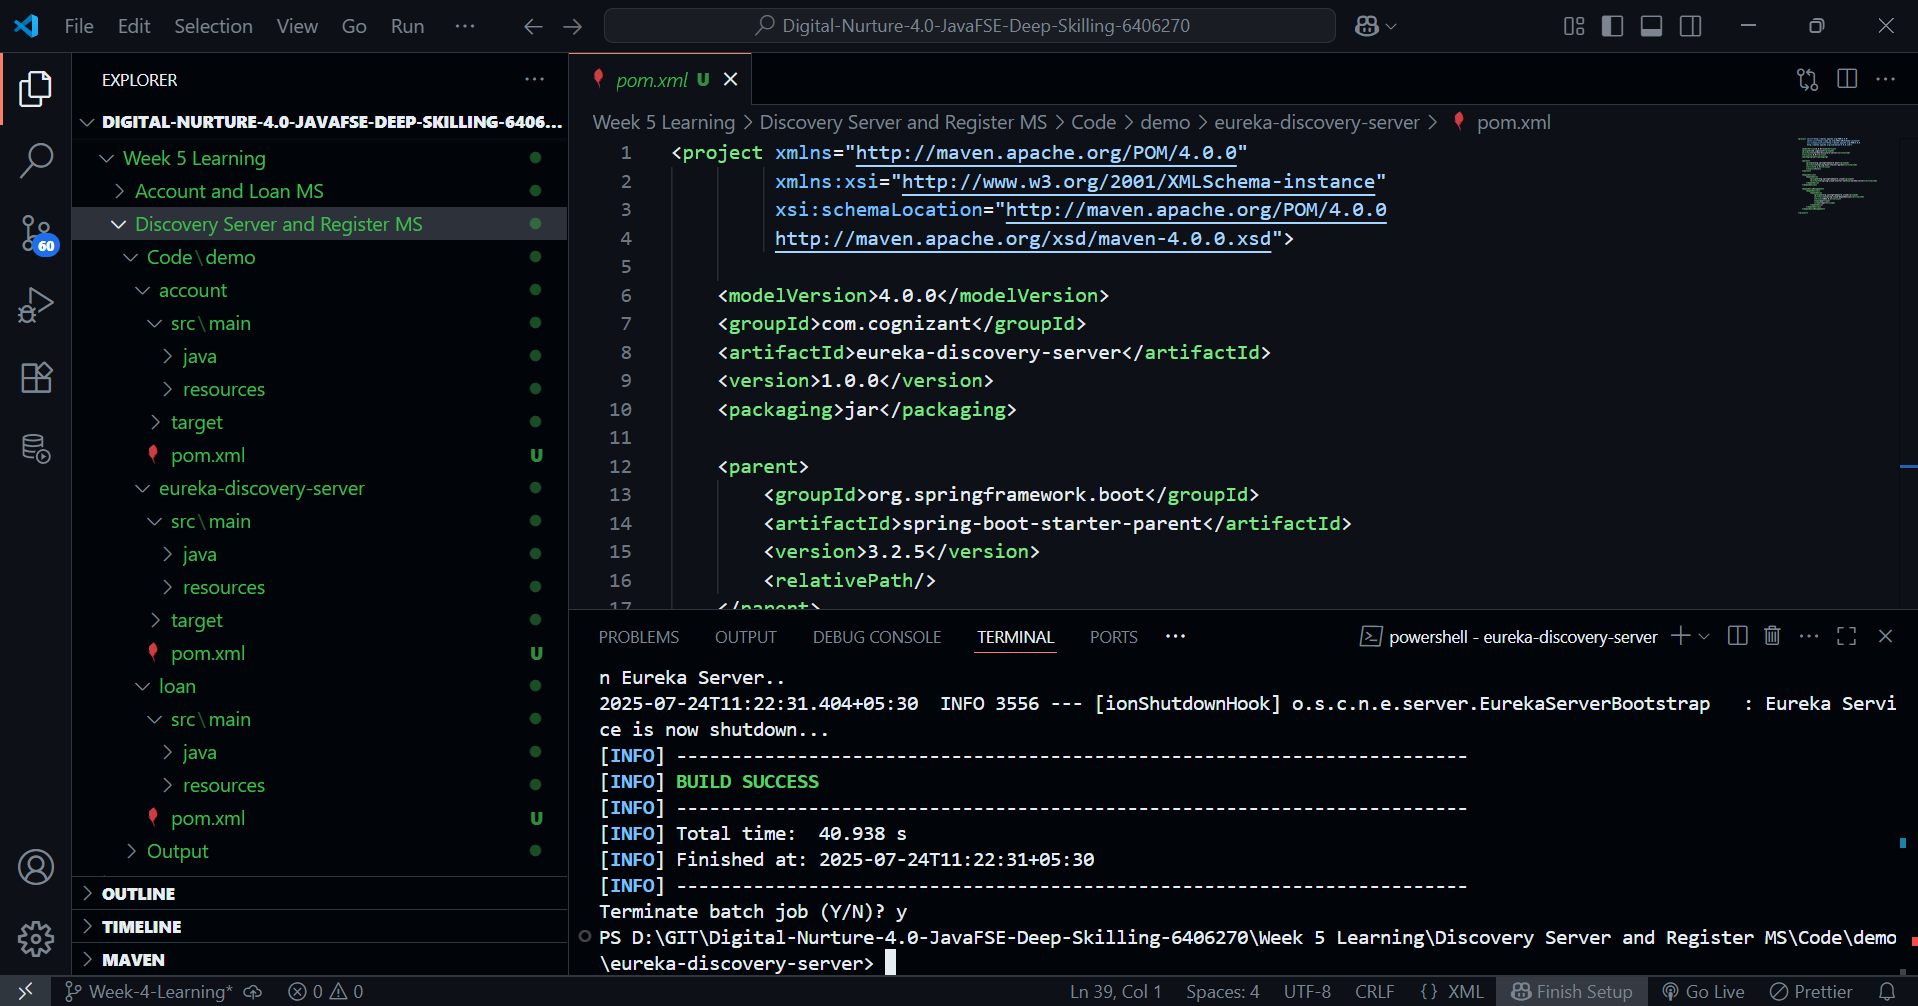 File Edit Selection View Go Run ···
Digital-Nurture-4.0-JavaFSE-Deep-Skilling-6406270
EXPLORER
DIGITAL-NURTURE-4.0-JAVAFSE-DEEP-SKILLING-6406...
Week 5 Learning
Account and Loan MS
Discovery Server and Register MS
Code\demo
account
src\main
java
resources
target
pom.xml U
eureka-discovery-server
src\main
java
resources
target
pom.xml U
loan
src\main
java
resources
pom.xml U
Output
OUTLINE
TIMELINE
MAVEN
60
pom.xml U
Week 5 Learning > Discovery Server and Register MS > Code > demo > eureka-discovery-server > pom.xml
1 <project xmlns="http://maven.apache.org/POM/4.0.0"
2 xmlns:xsi="http://www.w3.org/2001/XMLSchema-instance"
3 xsi:schemaLocation="http://maven.apache.org/POM/4.0.0
4 http://maven.apache.org/xsd/maven-4.0.0.xsd">
5
6 <modelVersion>4.0.0</modelVersion>
7 <groupId>com.cognizant</groupId>
8 <artifactId>eureka-discovery-server</artifactId>
9 <version>1.0.0</version>
10 <packaging>jar</packaging>
11
12 <parent>
13 <groupId>org.springframework.boot</groupId>
14 <artifactId>spring-boot-starter-parent</artifactId>
15 <version>3.2.5</version>
16 <relativePath/>
17 </parent>
PROBLEMS OUTPUT DEBUG CONSOLE TERMINAL PORTS ··· powershell - eureka-discovery-server
n Eureka Server..
2025-07-24T11:22:31.404+05:30  INFO 3556 --- [ionShutdownHook] o.s.c.n.e.server.EurekaServerBootstrap   : Eureka Servi
ce is now shutdown...
[INFO] ------------------------------------------------------------------------
[INFO] BUILD SUCCESS
[INFO] ------------------------------------------------------------------------
[INFO] Total time:  40.938 s
[INFO] Finished at: 2025-07-24T11:22:31+05:30
[INFO] ------------------------------------------------------------------------
Terminate batch job (Y/N)? y
PS D:\GIT\Digital-Nurture-4.0-JavaFSE-Deep-Skilling-6406270\Week 5 Learning\Discovery Server and Register MS\Code\demo
\eureka-discovery-server>
Week-4-Learning* 0 0 Ln 39, Col 1 Spaces: 4 UTF-8 CRLF {} XML Finish Setup Go Live Prettier